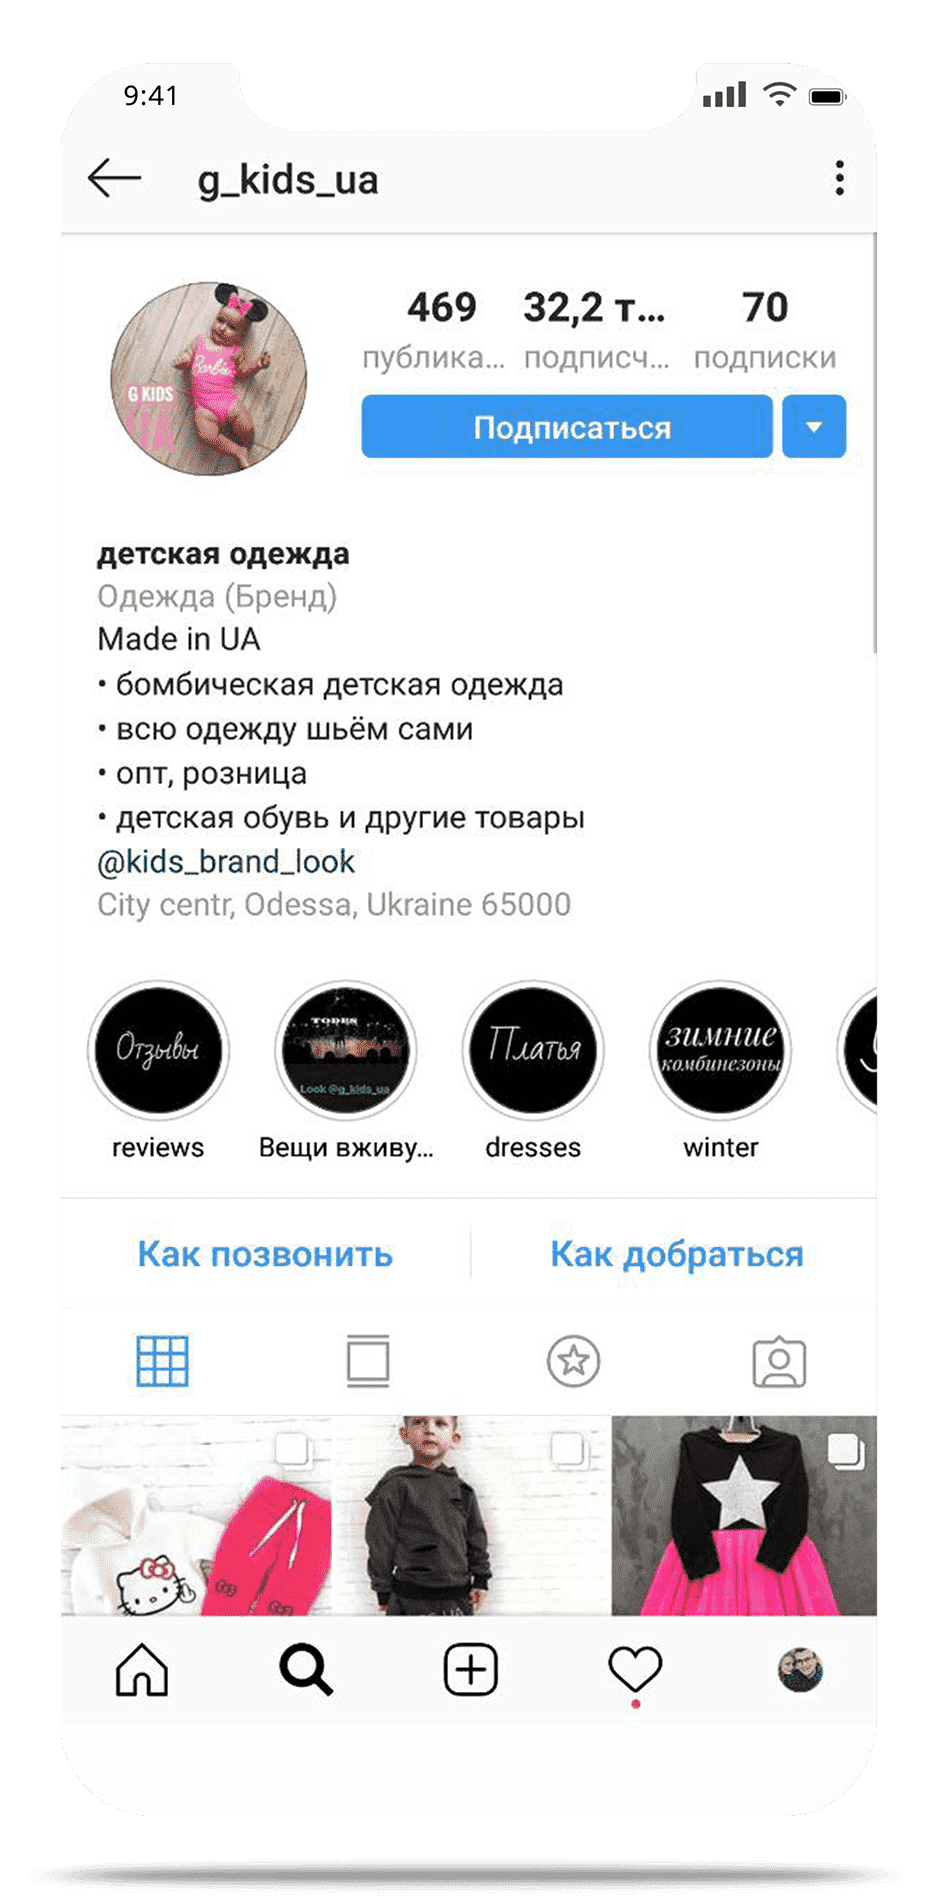 9:41
g_kids_ua
469 32,2 т... 70
публика... подписч... подписки
Подписаться
Barbie
G KIDS
UA
детская одежда
Одежда (Бренд)
Made in UA
• бомбическая детская одежда
• всю одежду шьём сами
• опт, розница
• детская обувь и другие товары
@kids_brand_look
City centr, Odessa, Ukraine 65000
Отзывы
TODES
Look @g_kids_ua
Платья
зимние
комбинезоны
reviews Вещи вживу... dresses winter
Как позвонить Как добраться